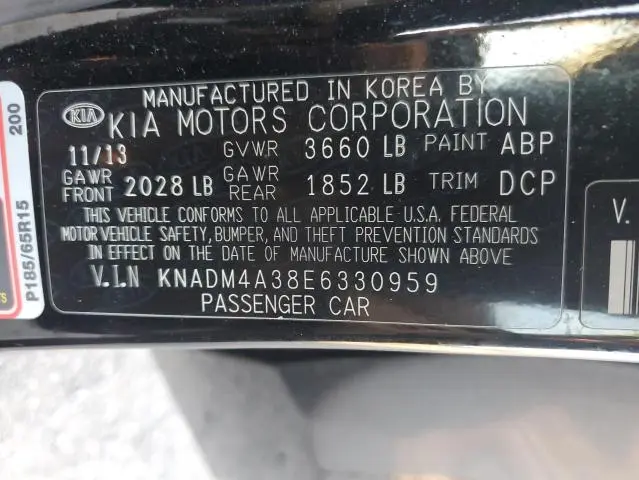 MANUFACTURED IN KOREA BY
KIA KIA MOTORS CORPORATION
11/13 GVWR 3660 LB PAINT ABP
GAWR FRONT 2028 LB GAWR REAR 1852 LB TRIM DCP
THIS VEHICLE CONFORMS TO ALL APPLICABLE U.S.A. FEDERAL
MOTOR VEHICLE SAFETY, BUMPER, AND THEFT PREVENTION STANDARDS
IN EFFECT ON THE DATE OF MANUFACTURE SHOWN ABOVE
V.I.N KNADM4A38E6330959
PASSENGER CAR
P185/65R15 200
V.